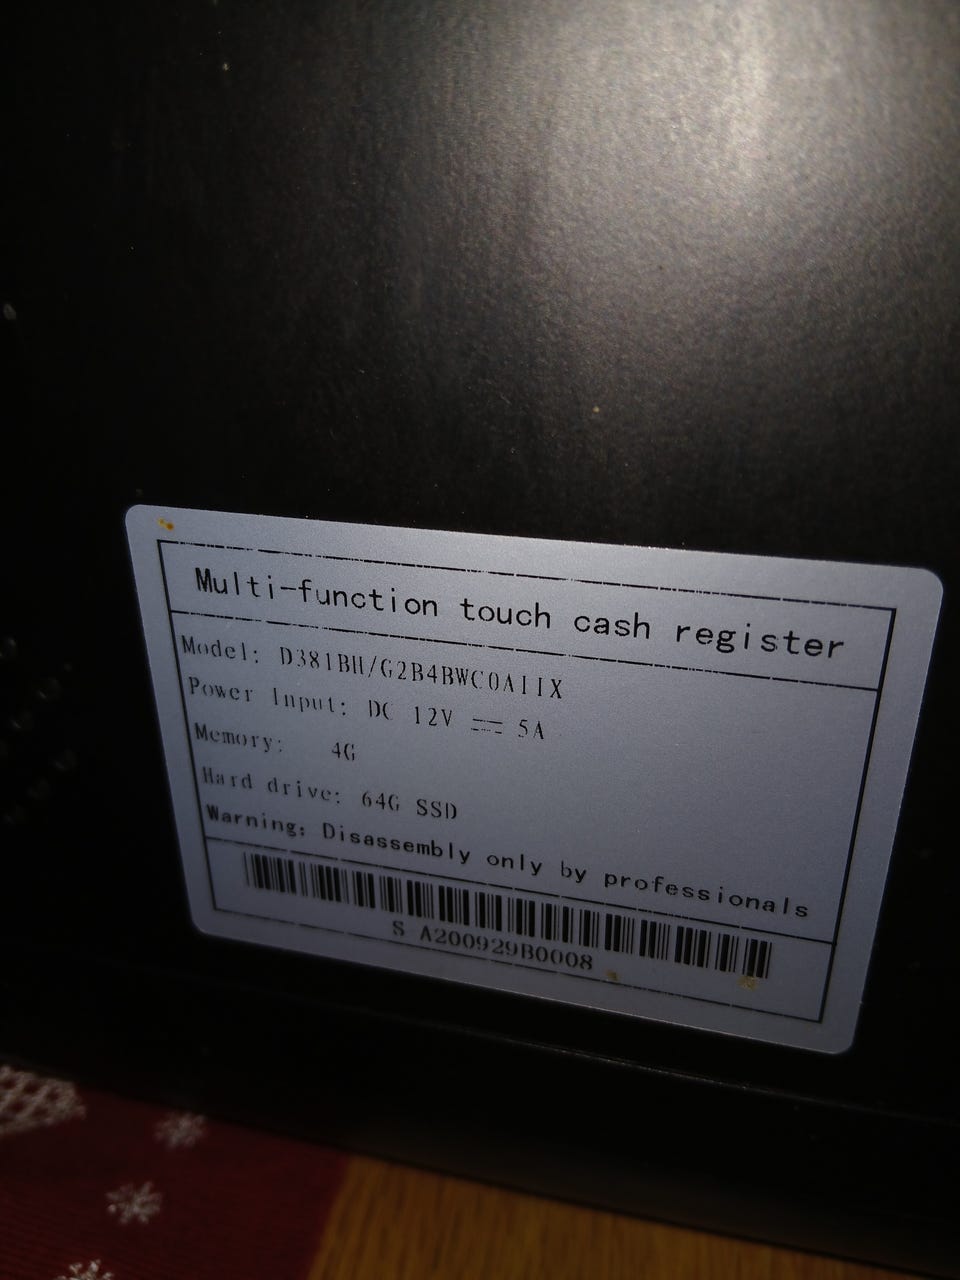 Multi-function touch cash register
Model: D381BH/G2B4BWC0AIIX
Power Input: DC 12V ⎓ 5A
Memory: 4G
Hard drive: 64G SSD
Warning: Disassembly only by professionals
S A200929B0008